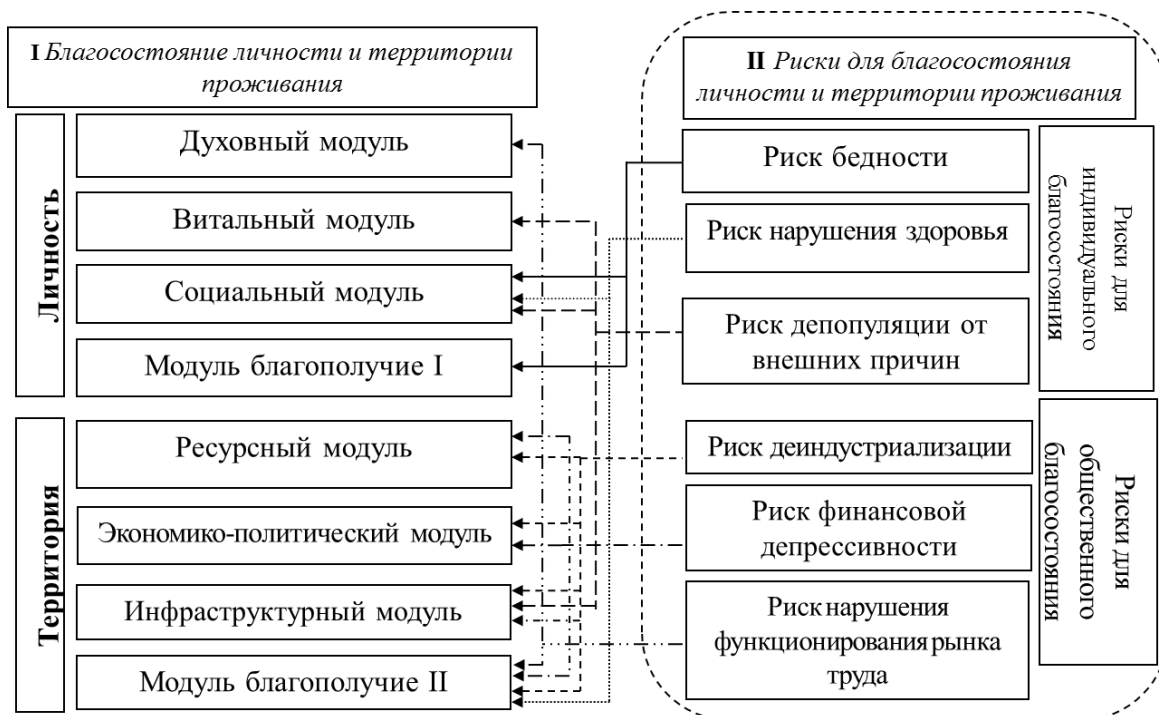 I Благосостояние личности и территории
проживания
Личность
Духовный модуль
Витальный модуль
Социальный модуль
Модуль благополучие I
Территория
Ресурсный модуль
Экономико-политический модуль
Инфраструктурный модуль
Модуль благополучие II
II Риски для благосостояния
личности и территории проживания
Риск бедности
Риск нарушения здоровья
Риск депопуляции от
внешних причин
Риски для
индивидуального
благосостояния
Риск деиндустриализации
Риск финансовой
депрессивности
Риск нарушения
функционирования рынка
труда
Риски для
общественного
благосостояния